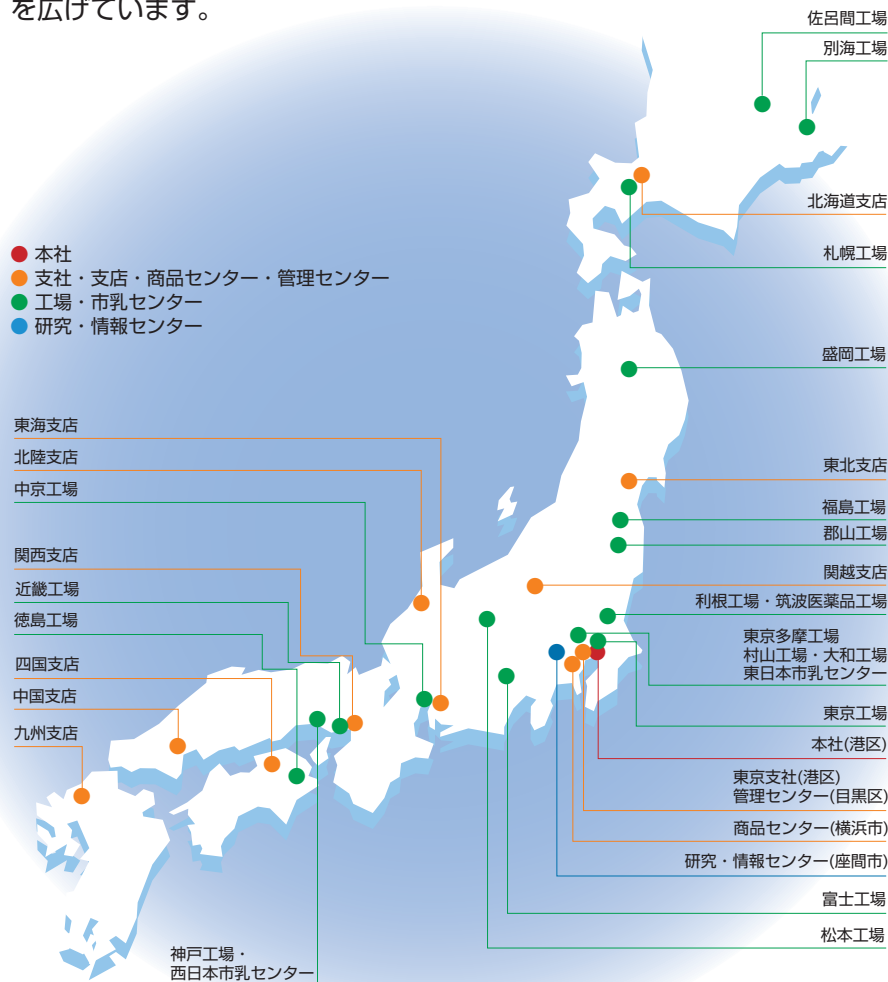 を広げています。
本社
支社・支店・商品センター・管理センター
工場・市乳センター
研究・情報センター
佐呂間工場
別海工場
北海道支店
札幌工場
盛岡工場
東北支店
福島工場
郡山工場
関越支店
利根工場・筑波医薬品工場
東京多摩工場
村山工場・大和工場
東日本市乳センター
東京工場
本社(港区)
東京支社(港区)
管理センター(目黒区)
商品センター(横浜市)
研究・情報センター(座間市)
富士工場
松本工場
東海支店
北陸支店
中京工場
関西支店
近畿工場
徳島工場
四国支店
中国支店
九州支店
神戸工場・
西日本市乳センター